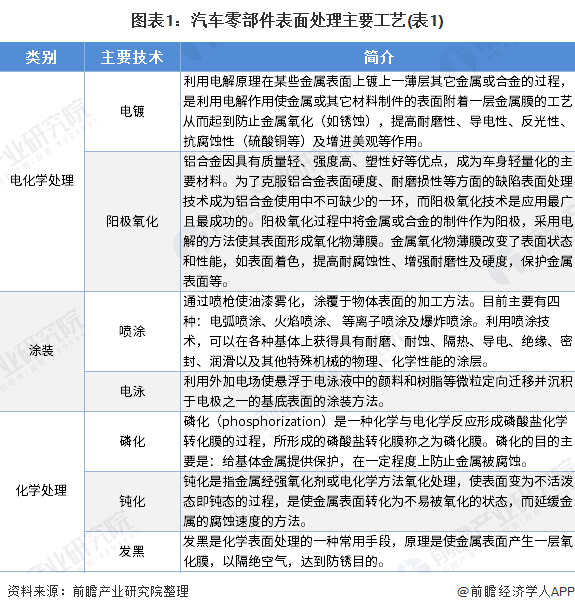 图表1：汽车零部件表面处理主要工艺(表1)
类别 主要技术 简介
电化学处理
电镀
利用电解原理在某些金属表面上镀上一薄层其它金属或合金的过程，
是利用电解作用使金属或其它材料制件的表面附着一层金属膜的工艺
从而起到防止金属氧化（如锈蚀），提高耐磨性、导电性、反光性、
抗腐蚀性（硫酸铜等）及增进美观等作用。
阳极氧化
铝合金因具有质量轻、强度高、塑性好等优点，成为车身轻量化的主
要材料。为了克服铝合金表面硬度、耐磨损性等方面的缺陷表面处理
技术成为铝合金使用中不可缺少的一环，而阳极氧化技术是应用最广
且最成功的。阳极氧化过程中将金属或合金的制件作为阳极，采用电
解的方法使其表面形成氧化物薄膜。金属氧化物薄膜改变了表面状态
和性能，如表面着色，提高耐腐蚀性、增强耐磨性及硬度，保护金属
表面等。
涂装
喷涂
通过喷枪使油漆雾化，涂覆于物体表面的加工方法。目前主要有四
种：电弧喷涂、火焰喷涂、 等离子喷涂及爆炸喷涂。利用喷涂技
术，可以在各种基体上获得具有耐磨、耐蚀、隔热、导电、绝缘、密
封、润滑以及其他特殊机械的物理、化学性能的涂层。
电泳
利用外加电场使悬浮于电泳液中的颜料和树脂等微粒定向迁移并沉积
于电极之一的基底表面的涂装方法。
化学处理
磷化
磷化（phosphorization）是一种化学与电化学反应形成磷酸盐化学
转化膜的过程，所形成的磷酸盐转化膜称之为磷化膜。磷化的目的主
要是：给基体金属提供保护，在一定程度上防止金属被腐蚀。
钝化
钝化是指金属经强氧化剂或电化学方法氧化处理，使表面变为不活泼
态即钝态的过程，是使金属表面转化为不易被氧化的状态，而延缓
金属的腐蚀速度的方法。
发黑
发黑是化学表面处理的一种常用手段，原理是使金属表面产生一层氧
化膜，以隔绝空气，达到防锈目的。
资料来源：前瞻产业研究院整理 @前瞻经济学人APP